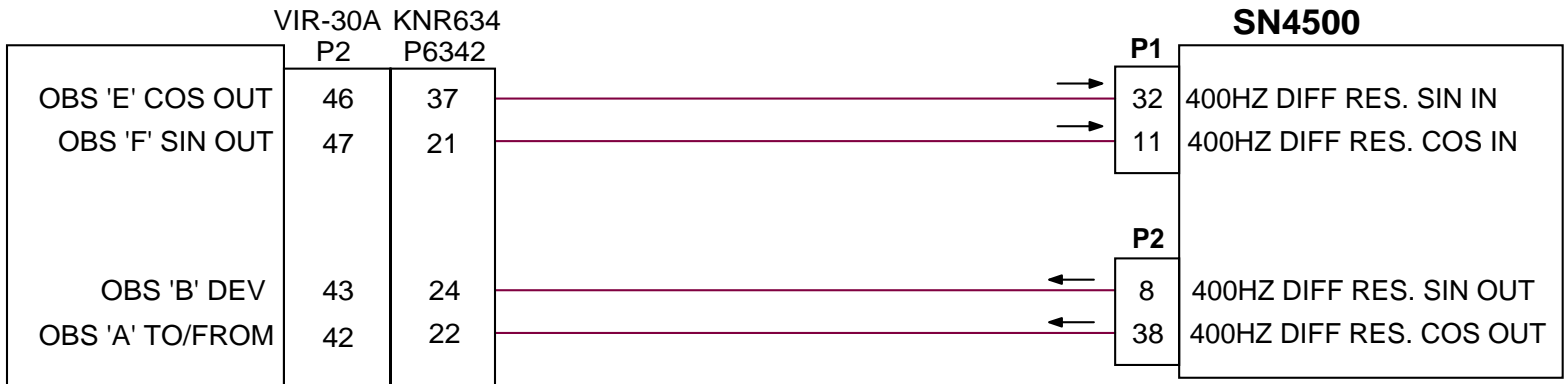 VIR-30A KNR634 SN4500
P2 P6342 P1
OBS 'E' COS OUT 46 37 32 400HZ DIFF RES. SIN IN
OBS 'F' SIN OUT 47 21 11 400HZ DIFF RES. COS IN
P2
OBS 'B' DEV 43 24 8 400HZ DIFF RES. SIN OUT
OBS 'A' TO/FROM 42 22 38 400HZ DIFF RES. COS OUT